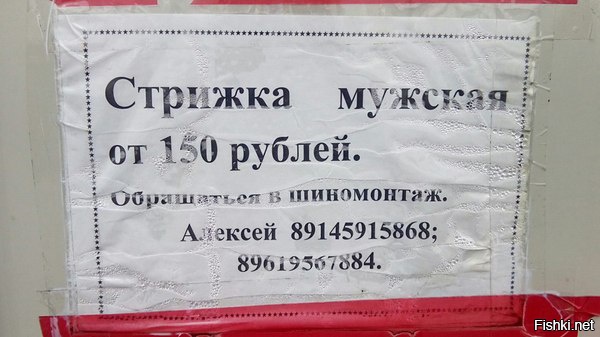 Стрижка мужская
от 150 рублей.
Обращаться в шиномонтаж.
Алексей 89145915868;
89619567884.
Fishki.net